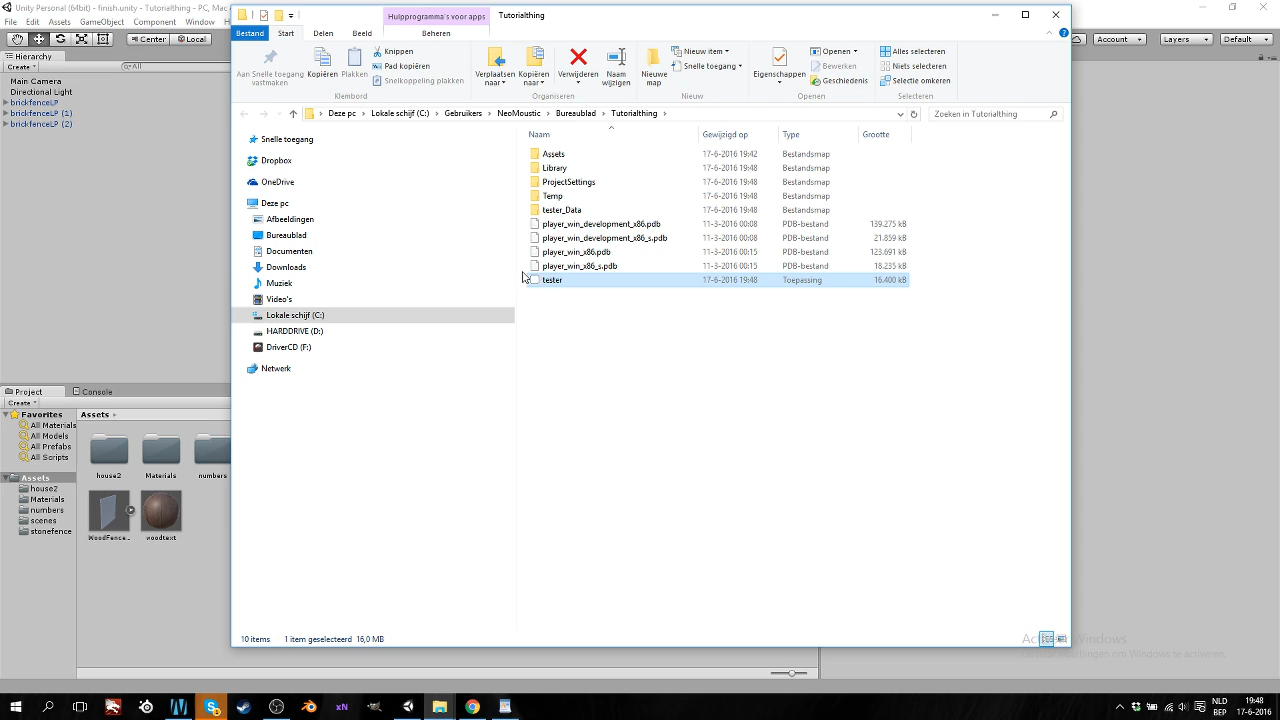 Unity Personal (64bit) - finish.unity - Tutorialthing - PC, Mac
File Edit Assets GameObject Component Window
Center Local
Account Layers Default
Hierarchy
Create All
Main Camera
Directional Light
brickfenceLP
brickfenceLP (1)
brickfenceLP (2)
Hulpprogramma's voor apps Tutorialthing
Bestand Start Delen Beeld Beheren
Aan Snelle toegang vastmaken
Kopiëren
Plakken
Knippen
Pad kopiëren
Snelkoppeling plakken
Klembord
Verplaatsen naar
Kopiëren naar
Verwijderen
Naam wijzigen
Organiseren
Nieuwe map
Nieuw item
Snelle toegang
Nieuw
Eigenschappen
Openen
Bewerken
Geschiedenis
Openen
Alles selecteren
Niets selecteren
Selectie omkeren
Selecteren
Deze pc Lokale schijf (C:) Gebruikers NeoMoustic Bureaublad Tutorialthing
Zoeken in Tutorialthing
Snelle toegang
Dropbox
OneDrive
Deze pc
Afbeeldingen
Bureaublad
Documenten
Downloads
Muziek
Video's
Lokale schijf (C:)
HARDDRIVE (D:)
DriverCD (F:)
Netwerk
Naam Gewijzigd op Type Grootte
Assets 17-6-2016 19:42 Bestandsmap
Library 17-6-2016 19:48 Bestandsmap
ProjectSettings 17-6-2016 19:48 Bestandsmap
Temp 17-6-2016 19:48 Bestandsmap
tester_Data 17-6-2016 19:48 Bestandsmap
player_win_development_x86.pdb 11-3-2016 00:08 PDB-bestand 139.275 kB
player_win_development_x86_s.pdb 11-3-2016 00:08 PDB-bestand 21.859 kB
player_win_x86.pdb 11-3-2016 00:15 PDB-bestand 123.691 kB
player_win_x86_s.pdb 11-3-2016 00:15 PDB-bestand 18.235 kB
tester 17-6-2016 19:48 Toepassing 16.400 kB
10 items 1 item geselecteerd 16,0 MB
Project Console
Create
Favorites
All Materials
All Models
All Prefabs
All Scripts
Assets
house2
Materials
numbers
scenes
stonefence
Assets
house2 Materials numbers
WoodFence... woodtext
Windows
om Windows te activeren.
NLD
BEP
19:48
17-6-2016